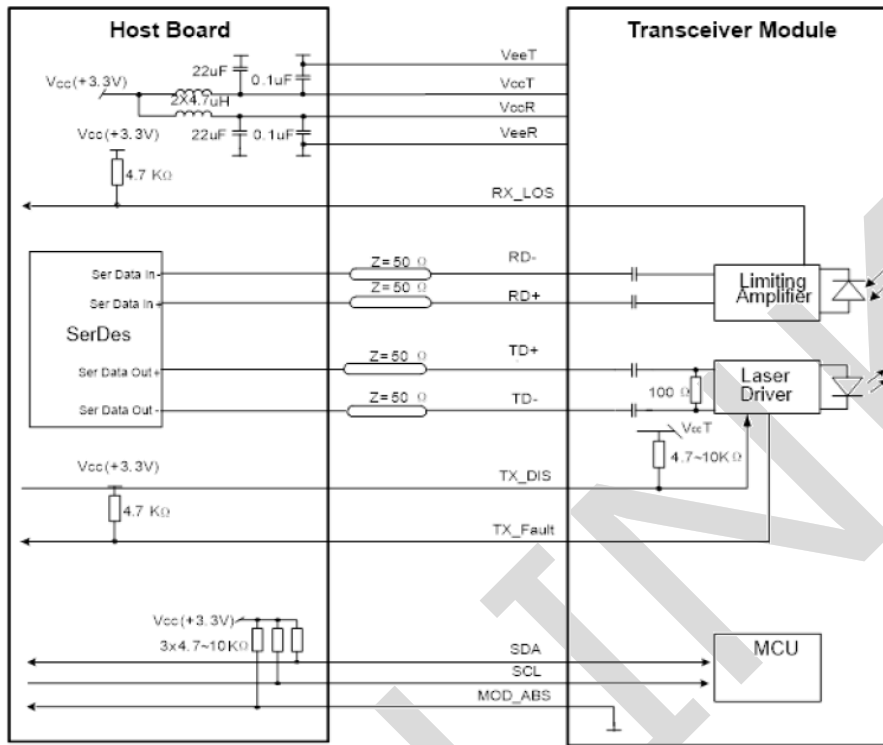 Host Board
Transceiver Module
VeeT
22uF
0.1uF
Vcc(+3.3V)
VccT
2X4.7uH
VccR
Vcc(+3.3V)
22uF
0.1uF
VeeR
4.7 KΩ
RX_LOS
Z=50 Ω
RD-
Ser Data In-
Limiting
Amplifier
Z=50 Ω
RD+
Ser Data In+
SerDes
Z=50 Ω
TD+
Ser Data Out+
Laser
Driver
100 Ω
Z=50 Ω
TD-
Ser Data Out-
VccT
4.7~10KΩ
Vcc(+3.3V)
TX_DIS
4.7 KΩ
TX_Fault
Vcc(+3.3V)
3x4.7~10KΩ
SDA
MCU
SCL
MOD_ABS